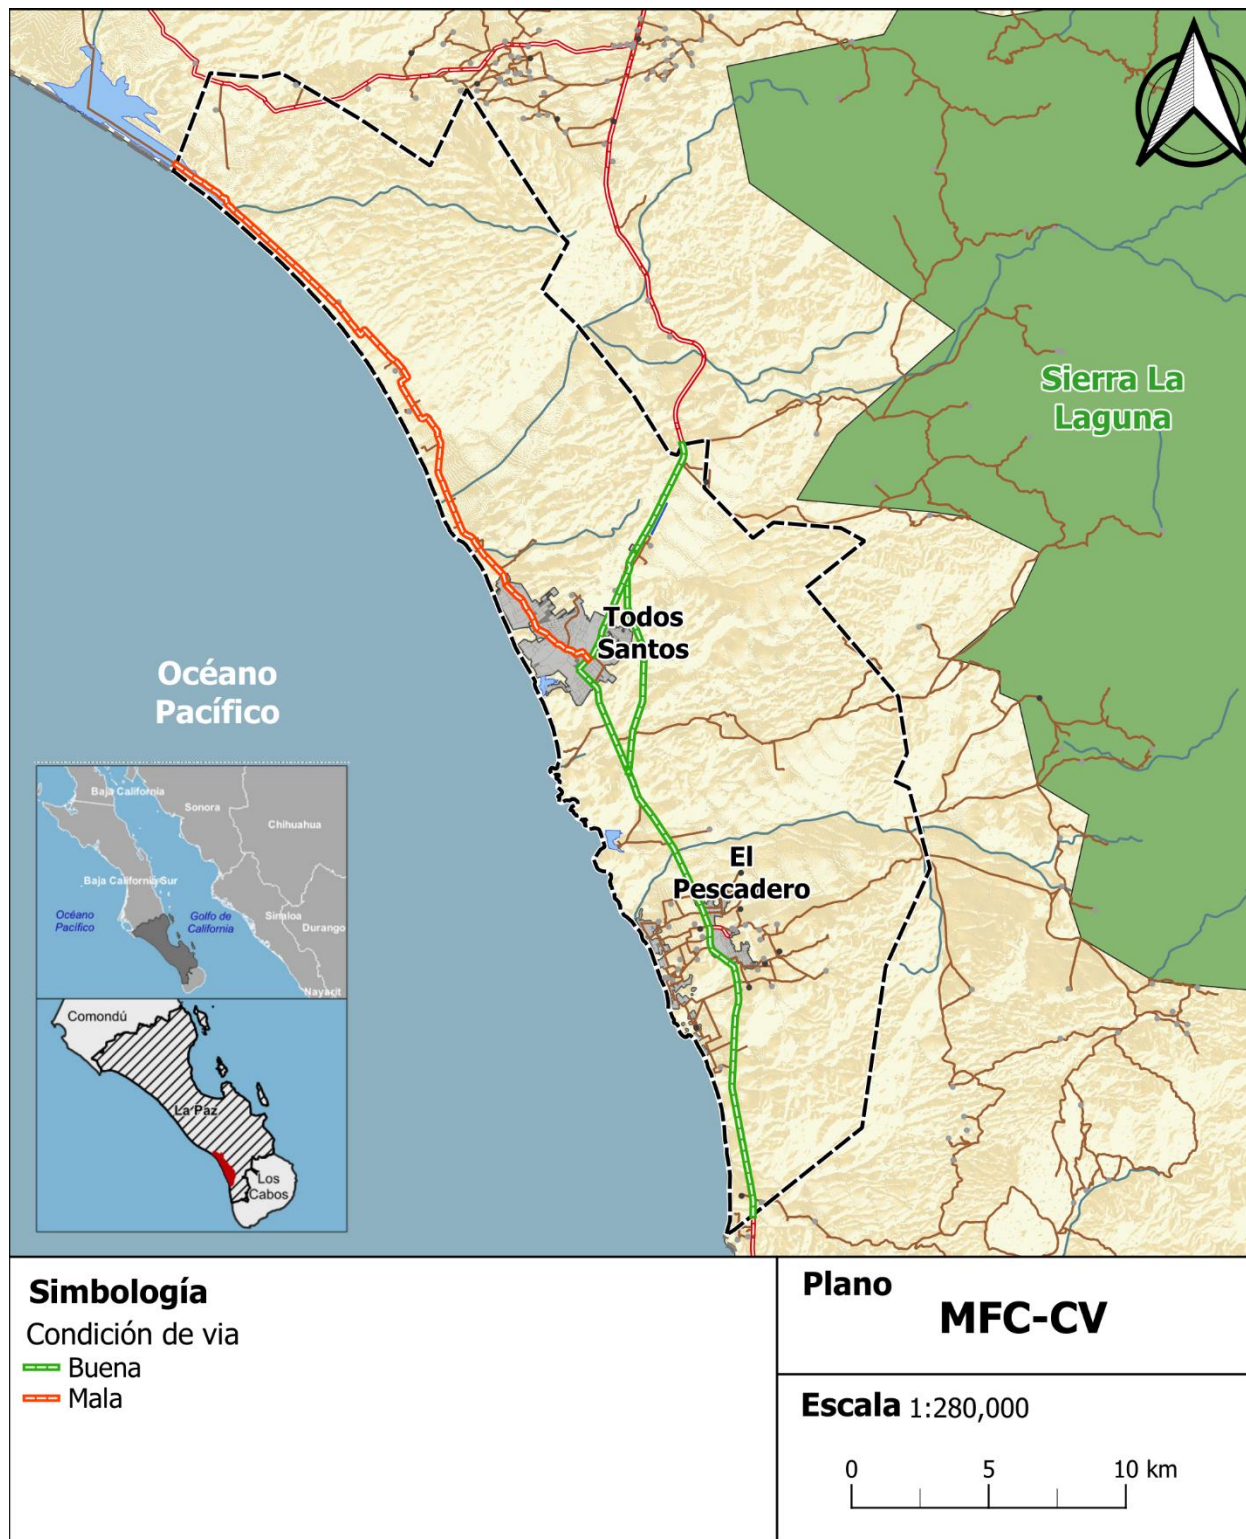 Sierra La
Laguna
Todos
Santos
Océano
Pacífico
El
Pescadero
Baja California
Sonora
Chihuahua
Baja California Sur
Océano
Pacífico
Golfo de
California
Sinaloa
Durango
Nayarit
Comondú
La Paz
Los
Cabos
Simbología
Condición de via
Buena
Mala
Plano
MFC-CV
Escala 1:280,000
0 5 10 km